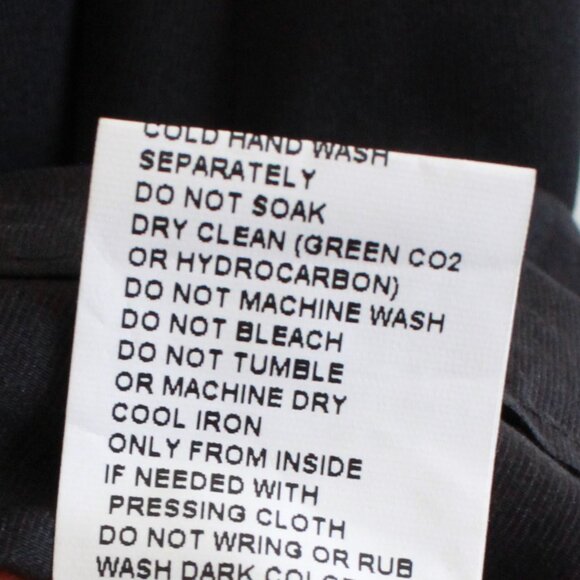 COLD HAND WASH
SEPARATELY
DO NOT SOAK
DRY CLEAN (GREEN CO2
OR HYDROCARBON)
DO NOT MACHINE WASH
DO NOT BLEACH
DO NOT TUMBLE
OR MACHINE DRY
COOL IRON
ONLY FROM INSIDE
IF NEEDED WITH
PRESSING CLOTH
DO NOT WRING OR RUB
WASH DARK